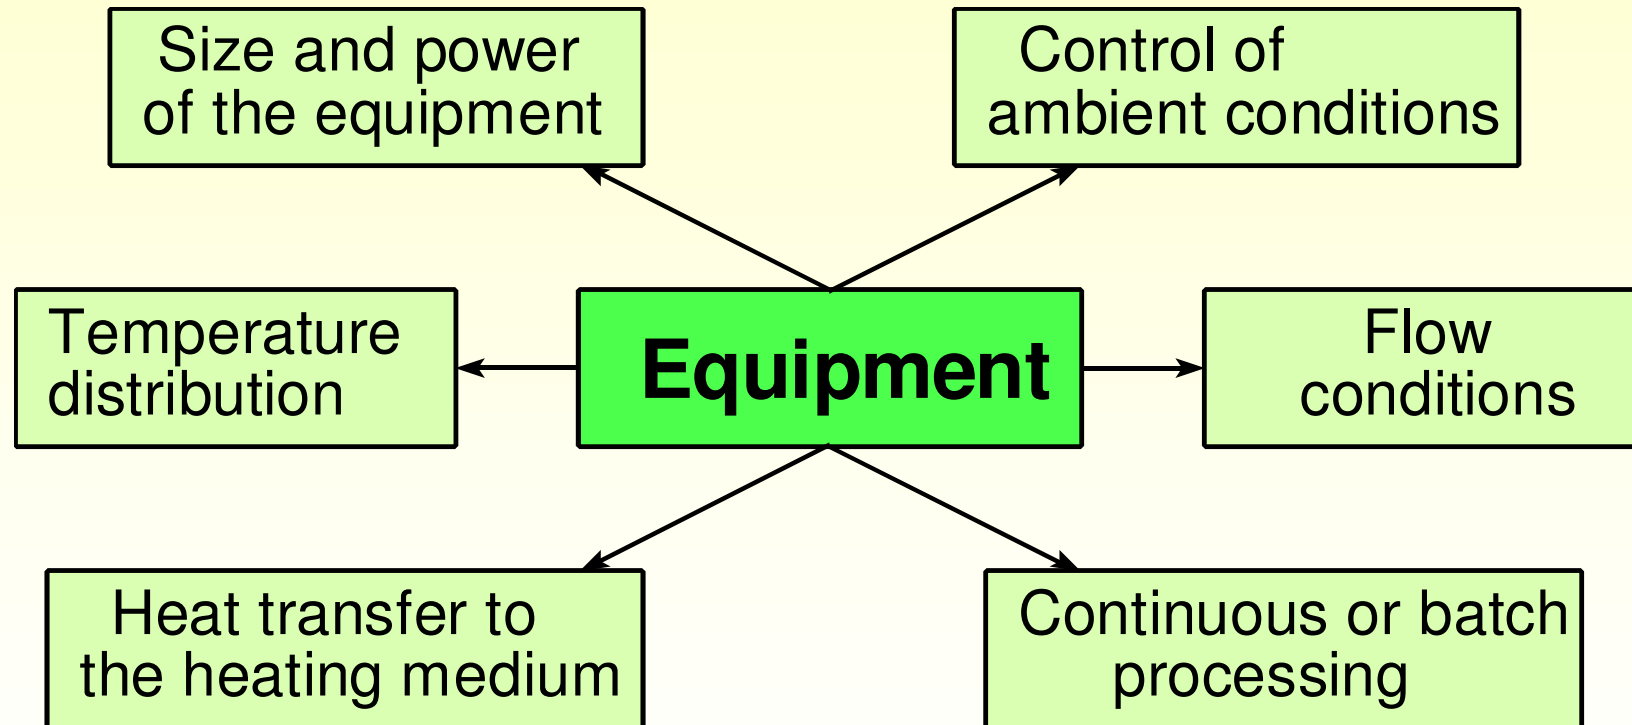 Size and power
of the equipment
Control of
ambient conditions
Temperature
distribution
Equipment
Flow
conditions
Heat transfer to
the heating medium
Continuous or batch
processing